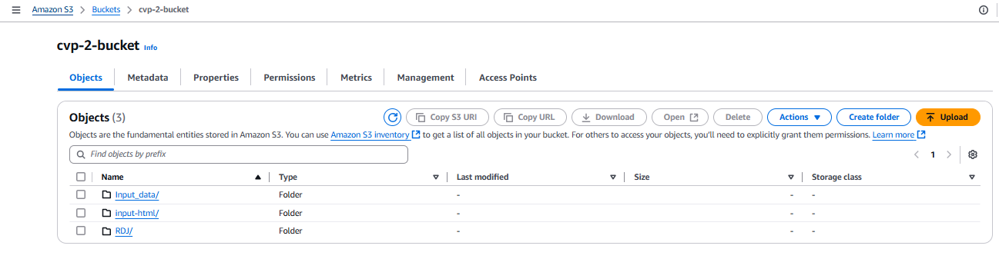 Amazon S3 > Buckets > cvp-2-bucket
cvp-2-bucket Info
Objects Metadata Properties Permissions Metrics Management Access Points
Objects (3) Copy S3 URI Copy URL Download Open Delete Actions Create folder Upload
Objects are the fundamental entities stored in Amazon S3. You can use Amazon S3 inventory to get a list of all objects in your bucket. For others to access your objects, you'll need to explicitly grant them permissions. Learn more
Find objects by prefix < 1 >
Name Type Last modified Size Storage class
Input_data/ Folder - - -
input-html/ Folder - - -
RDJ/ Folder - - -